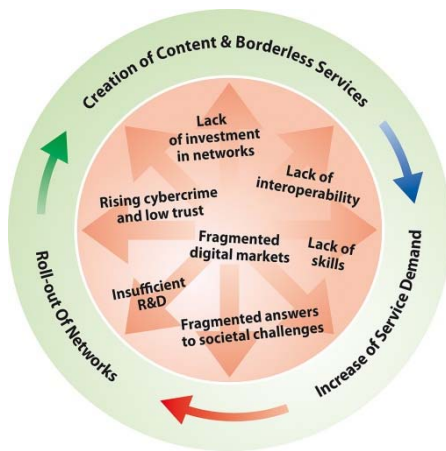 Creation of Content & Borderless Services
Lack
of investment
in networks
Lack of
interoperability
Rising cybercrime
and low trust
Fragmented
digital markets
Lack of
skills
Insufficient
R&D
Fragmented answers
to societal challenges
Increase of Service Demand
Roll-out Of Networks